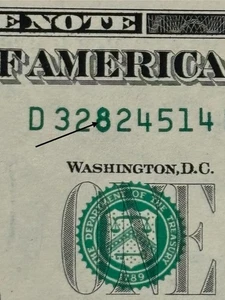 E NOTE
F AMERICA
D 32824514
WASHINGTON, D.C.
ONE
THE DEPARTMENT OF THE TREASURY
1789